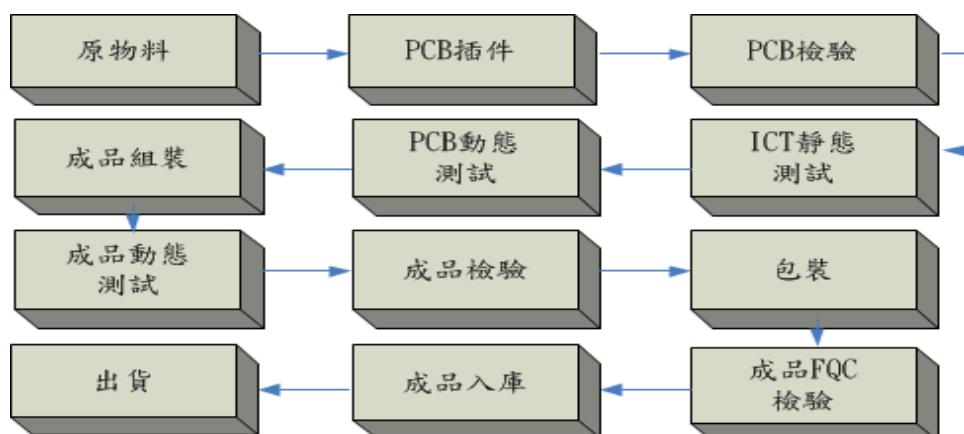 原物料
PCB插件
PCB檢驗
ICT靜態
測試
PCB動態
測試
成品組裝
成品動態
測試
成品檢驗
包裝
成品FQC
檢驗
成品入庫
出貨